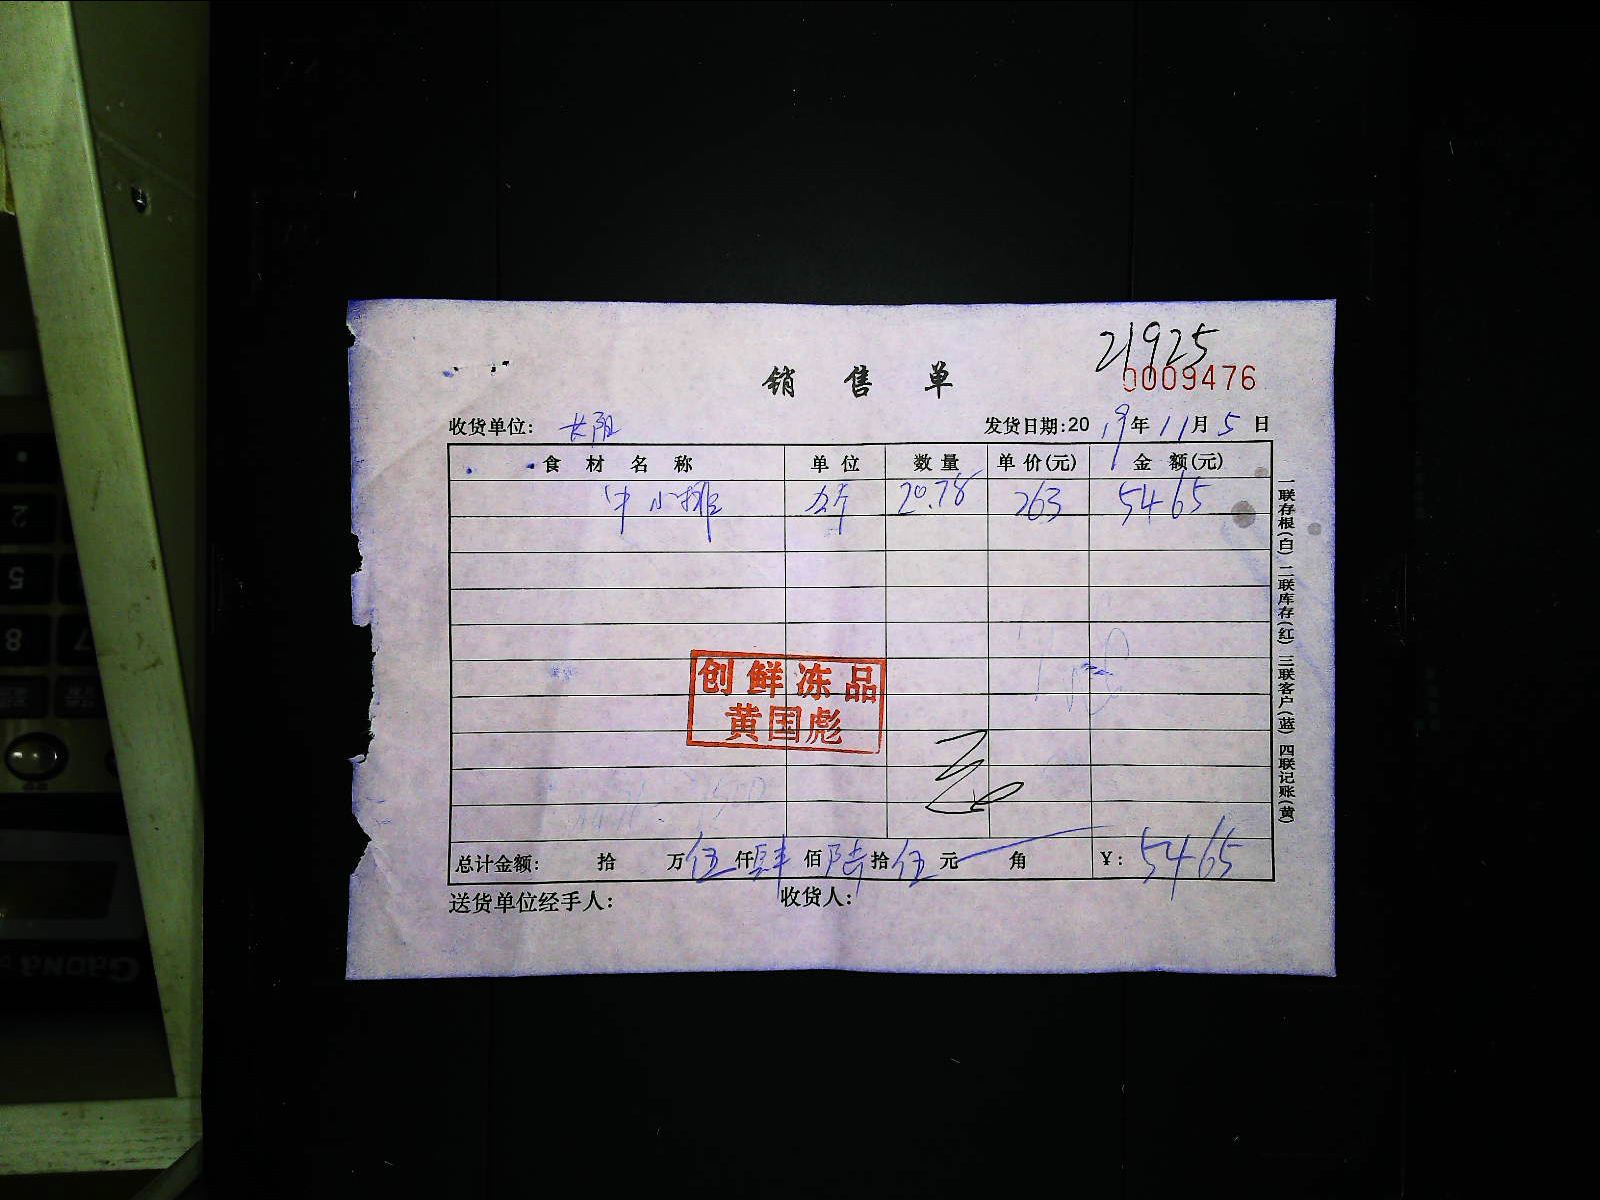 21925
销售单
0009476
收货单位: 长阳 发货日期:2019年11月5日
食材名称 单位 数量 单价(元) 金额(元)
中小排 斤 20.78 263 5465
创鲜冻品
黄国彪
总计金额: 拾 万伍仟肆佰陆拾伍元 角 ¥: 5465
送货单位经手人: 收货人:
一联存根(白) 二联库存(红) 三联客户(蓝) 四联记账(黄)
2
5
8
7